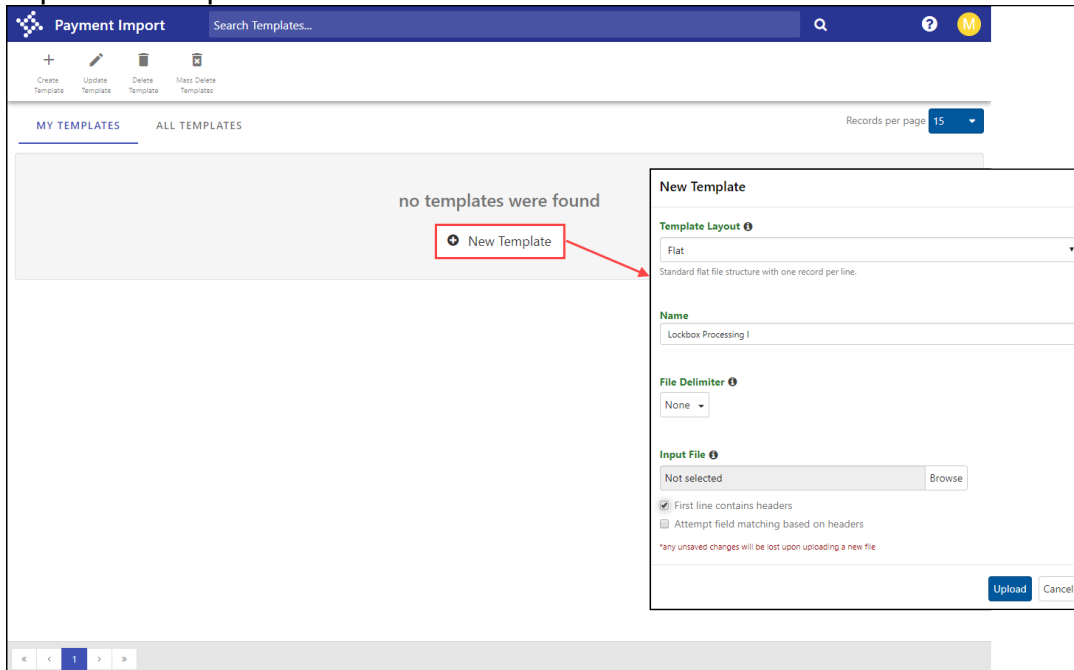 Payment Import
Search Templates...
?
M
Create Template
Update Template
Delete Template
Mass Delete Templates
MY TEMPLATES
ALL TEMPLATES
Records per page 15
no templates were found
New Template
New Template
Template Layout
Flat
Standard flat file structure with one record per line.
Name
Lockbox Processing I
File Delimiter
None
Input File
Not selected
Browse
First line contains headers
Attempt field matching based on headers
*any unsaved changes will be lost upon uploading a new file
Upload
Cancel
« ‹ 1 › »